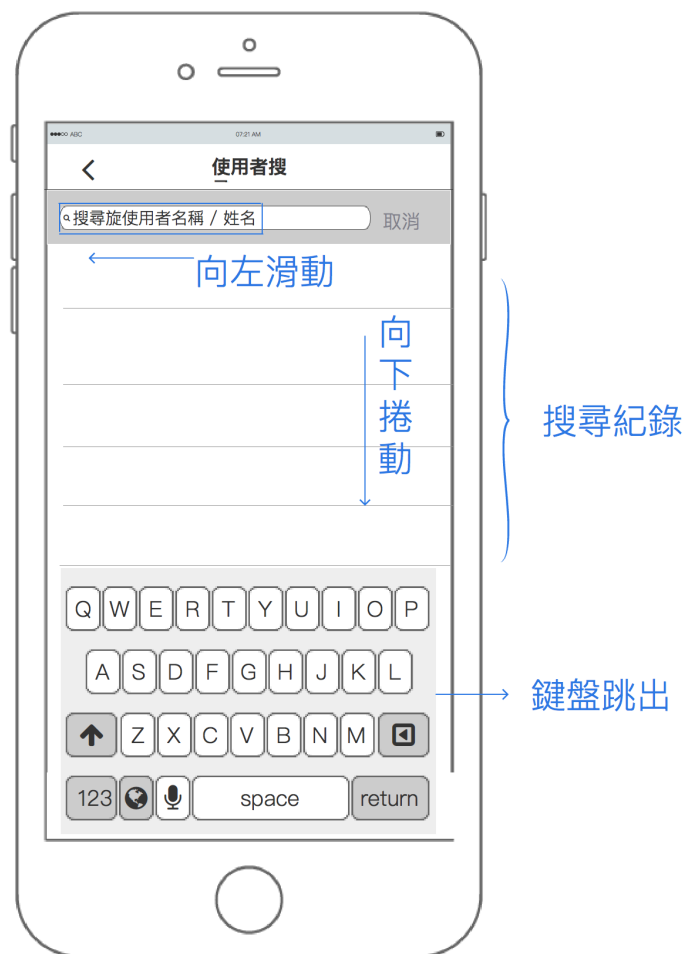 ABC 07:21 AM
使用者搜
搜尋旋使用者名稱 / 姓名 取消
向左滑動
向下捲動
搜尋紀錄
Q W E R T Y U I O P
A S D F G H J K L
鍵盤跳出
Z X C V B N M
123 space return